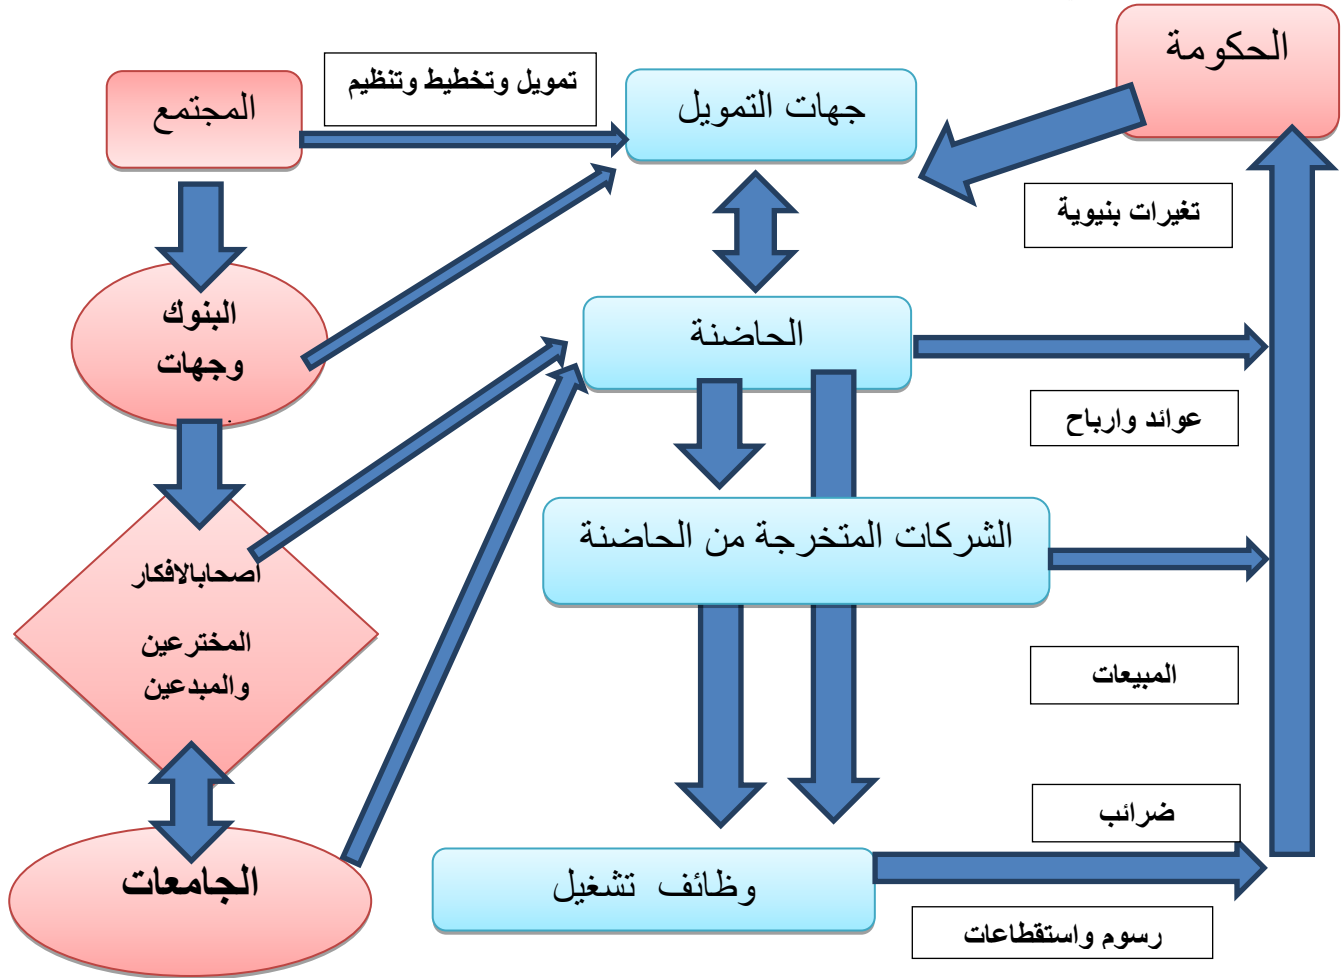 الحكومة
تمويل وتخطيط وتنظيم
جهات التمويل
المجتمع
تغيرات بنيوية
البنوك
وجهات
الحاضنة
عوائد وارباح
الشركات المتخرجة من الحاضنة
اصحابالافكار
المخترعين
والمبدعين
المبيعات
ضرائب
الجامعات
وظائف تشغيل
رسوم واستقطاعات